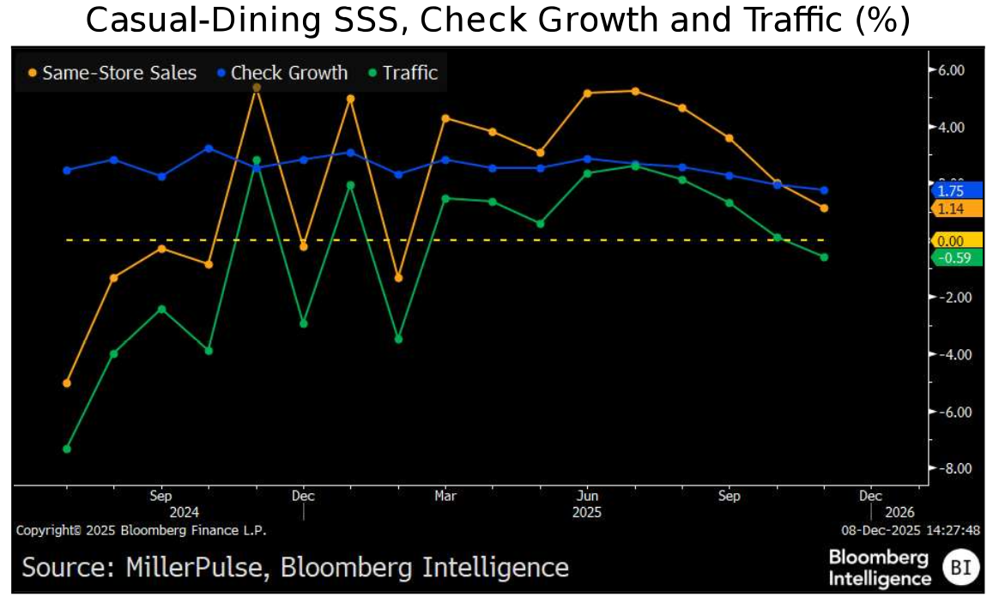 Casual-Dining SSS, Check Growth and Traffic (%)
Same-Store Sales Check Growth Traffic
6.00
4.00
2.00
1.75
1.14
0.00
-0.59
-2.00
-4.00
-6.00
-8.00
Sep Dec Mar Jun Sep Dec
2024 2025 2026
Copyright© 2025 Bloomberg Finance L.P. 08-Dec-2025 14:27:48
Source: MillerPulse, Bloomberg Intelligence
Bloomberg
Intelligence
BI